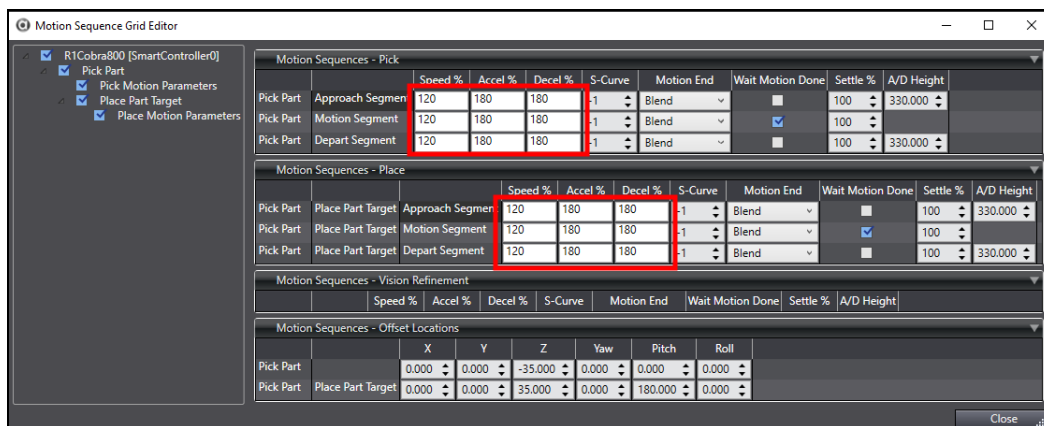 Motion Sequence Grid Editor
R1Cobra800 [SmartController0]
Pick Part
Pick Motion Parameters
Place Part Target
Place Motion Parameters
Motion Sequences - Pick
Speed % Accel % Decel % S-Curve Motion End Wait Motion Done Settle % A/D Height
Pick Part Approach Segment 120 180 180 -1 Blend 100 330.000
Pick Part Motion Segment 120 180 180 -1 Blend 100
Pick Part Depart Segment 120 180 180 -1 Blend 100 330.000
Motion Sequences - Place
Speed % Accel % Decel % S-Curve Motion End Wait Motion Done Settle % A/D Height
Pick Part Place Part Target Approach Segment 120 180 180 -1 Blend 100 330.000
Pick Part Place Part Target Motion Segment 120 180 180 -1 Blend 100
Pick Part Place Part Target Depart Segment 120 180 180 -1 Blend 100 330.000
Motion Sequences - Vision Refinement
Speed % Accel % Decel % S-Curve Motion End Wait Motion Done Settle % A/D Height
Motion Sequences - Offset Locations
X Y Z Yaw Pitch Roll
Pick Part 0.000 0.000 -35.000 0.000 0.000 0.000
Pick Part Place Part Target 0.000 0.000 35.000 0.000 180.000 0.000
Close